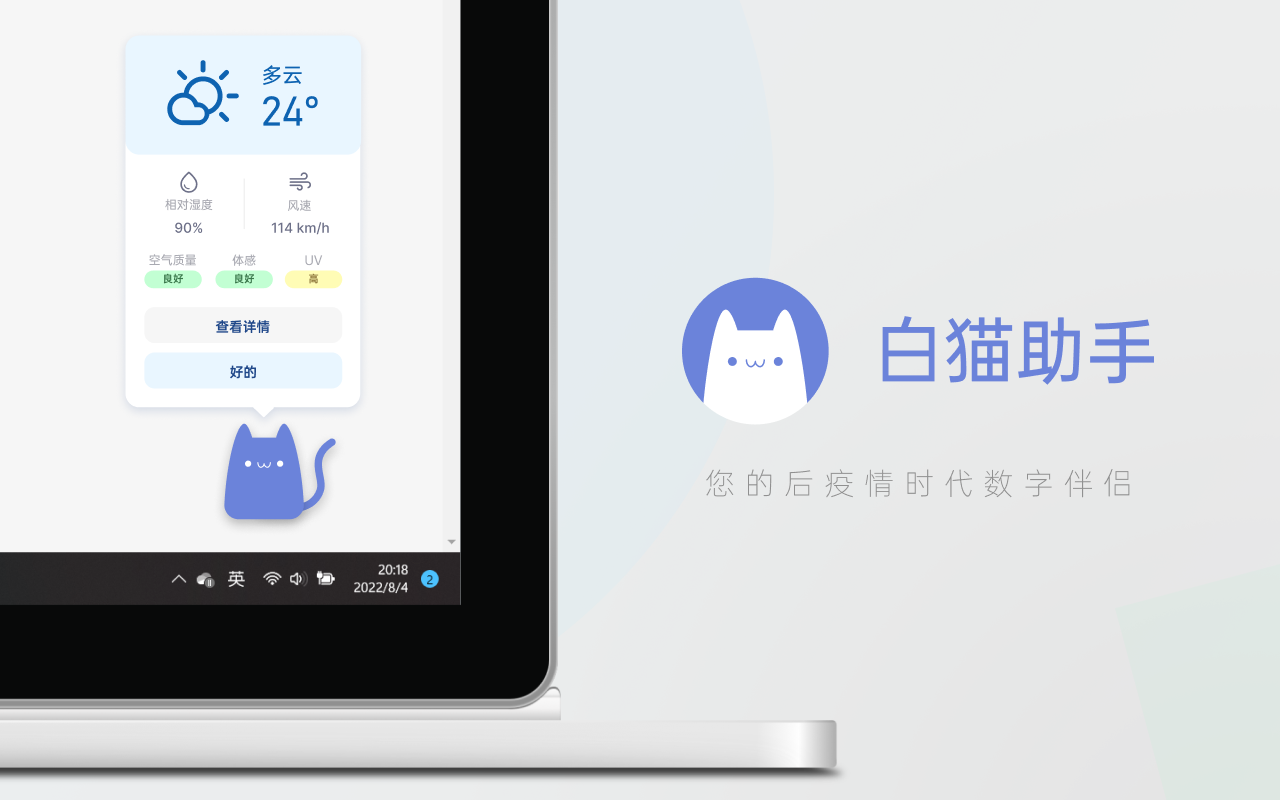 多云
24°
相对湿度
风速
90%
114 km/h
空气质量
体感
UV
良好
良好
高
查看详情
好的
白猫助手
您的后疫情时代数字伴侣
英
20:18
2022/8/4
2